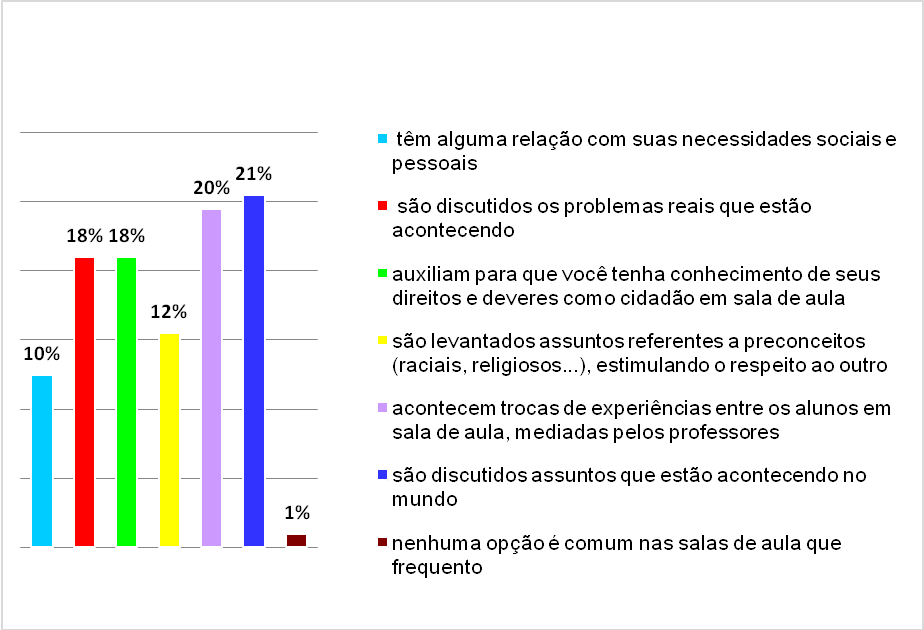 10%
18%
18%
12%
20%
21%
1%
têm alguma relação com suas necessidades sociais e
pessoais
são discutidos os problemas reais que estão
acontecendo
auxiliam para que você tenha conhecimento de seus
direitos e deveres como cidadão em sala de aula
são levantados assuntos referentes a preconceitos
(raciais, religiosos...), estimulando o respeito ao outro
acontecem trocas de experiências entre os alunos em
sala de aula, mediadas pelos professores
são discutidos assuntos que estão acontecendo no
mundo
nenhuma opção é comum nas salas de aula que
frequento